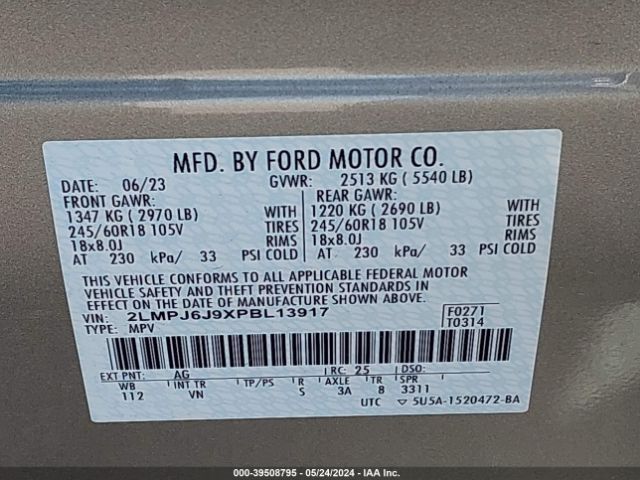 MFD. BY FORD MOTOR CO.
DATE: 06/23 GVWR: 2513 KG ( 5540 LB)
FRONT GAWR: REAR GAWR:
1347 KG ( 2970 LB) WITH 1220 KG ( 2690 LB) WITH
245/60R18 105V TIRES 245/60R18 105V TIRES
18x8.0J RIMS 18x8.0J RIMS
AT 230 kPa/ 33 PSI COLD AT 230 kPa/ 33 PSI COLD
THIS VEHICLE CONFORMS TO ALL APPLICABLE FEDERAL MOTOR
VEHICLE SAFETY AND THEFT PREVENTION STANDARDS IN
EFFECT ON THE DATE OF MANUFACTURE SHOWN ABOVE.
VIN: 2LMPJ6J9XPBL13917 F0271
TYPE: MPV T0314
EXT PNT: AG RC: 25 DSO:
WB INT TR TP/PS R AXLE TR SPR
112 VN S 3A 8 3311
UTC 5U5A-1520472-BA
000-39508795 - 05/24/2024 - IAA Inc.